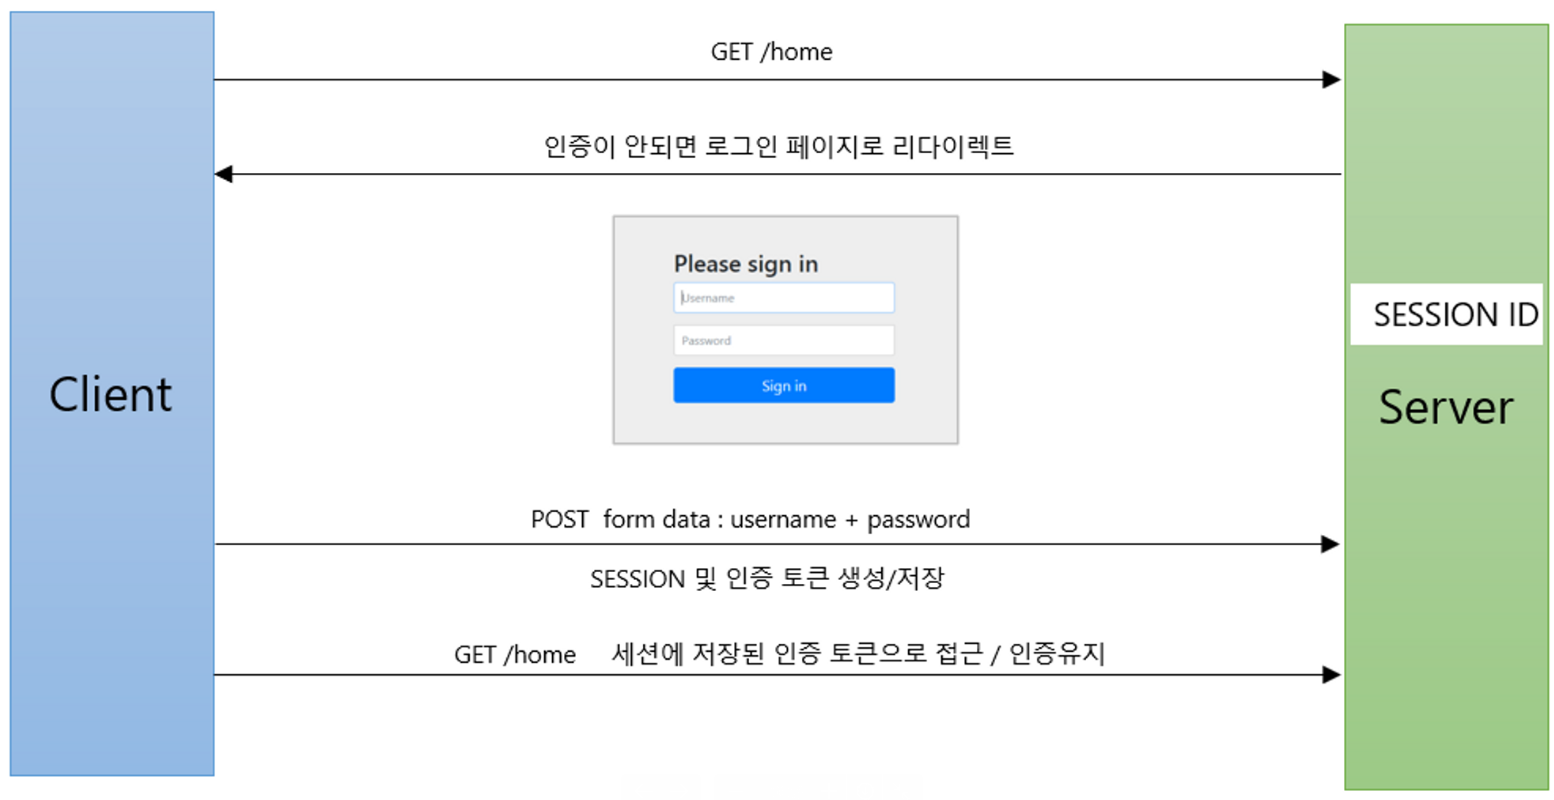 GET /home
인증이 안되면 로그인 페이지로 리다이렉트
Please sign in
Username
Password
Sign in
SESSION ID
Client
Server
POST form data : username + password
SESSION 및 인증 토큰 생성/저장
GET /home 세션에 저장된 인증 토큰으로 접근 / 인증유지